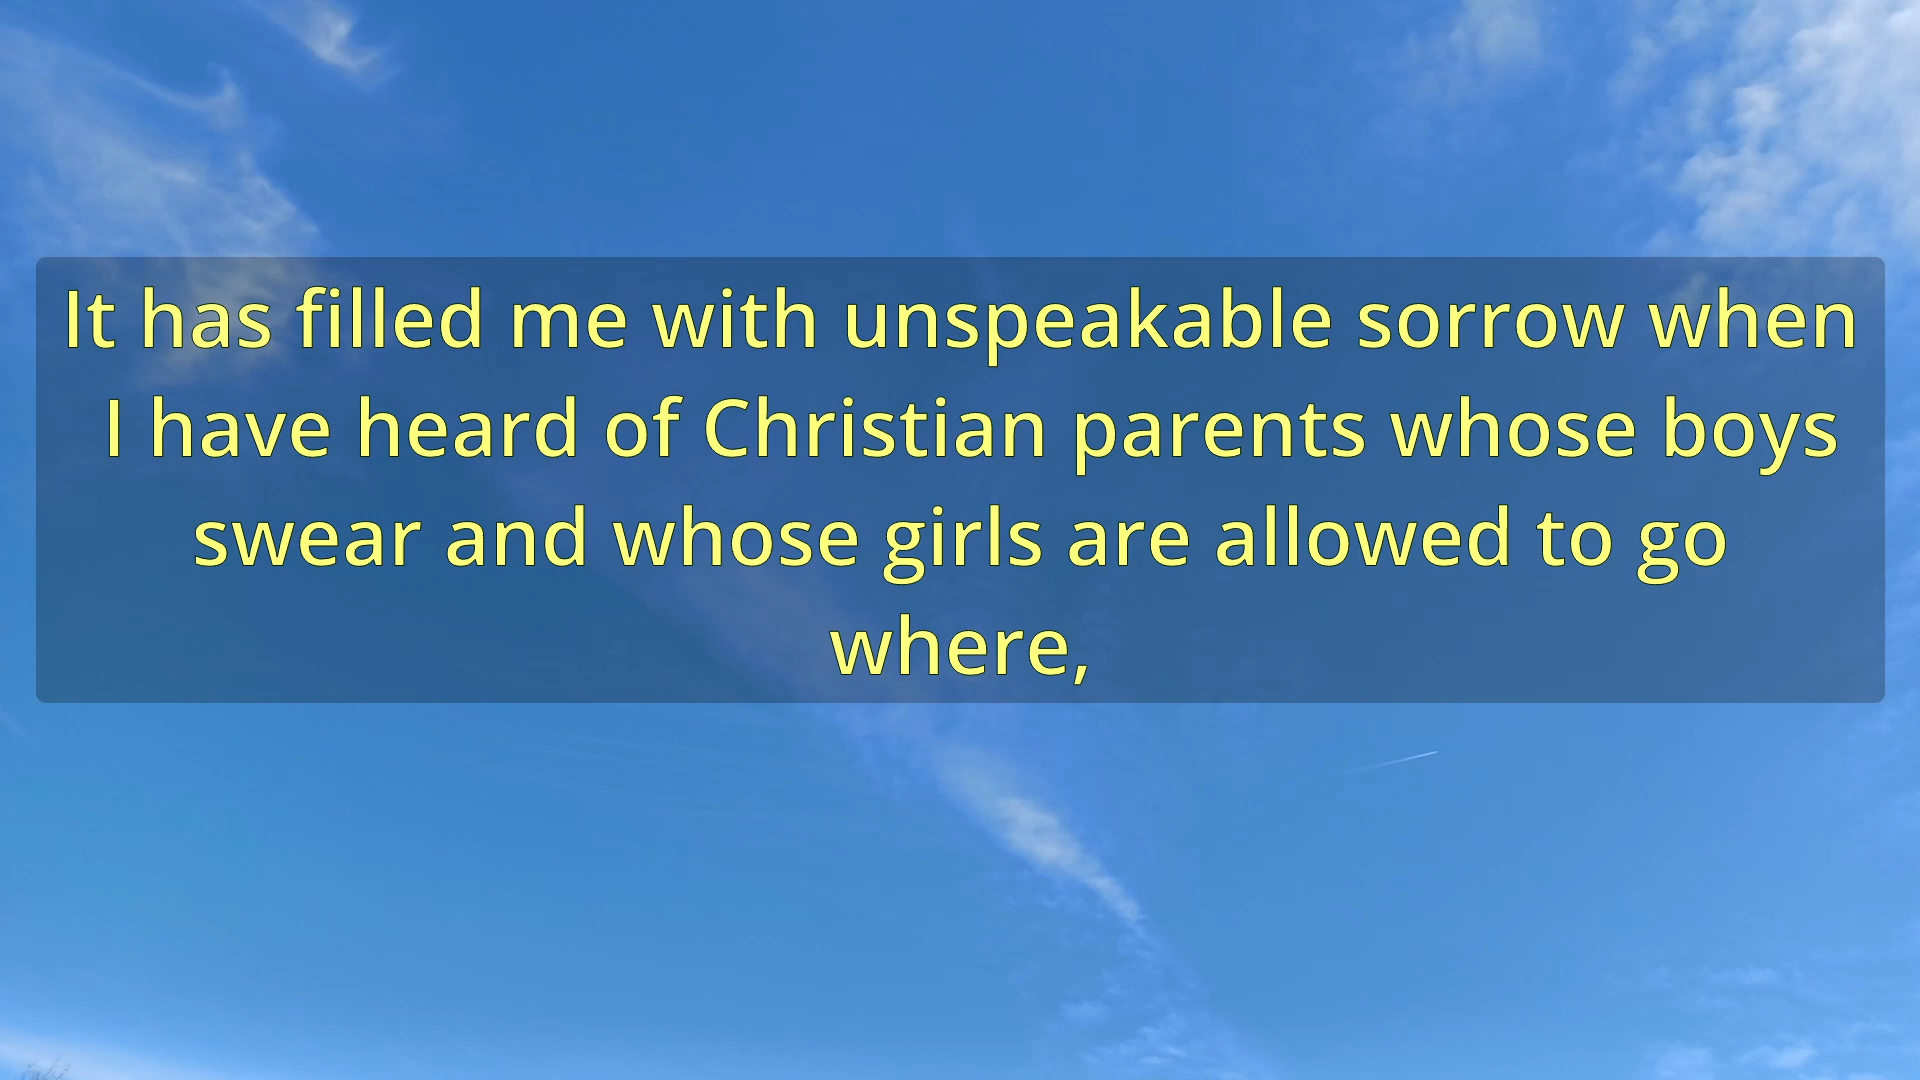 It has filled me with unspeakable sorrow when
I have heard of Christian parents whose boys
swear and whose girls are allowed to go
where,